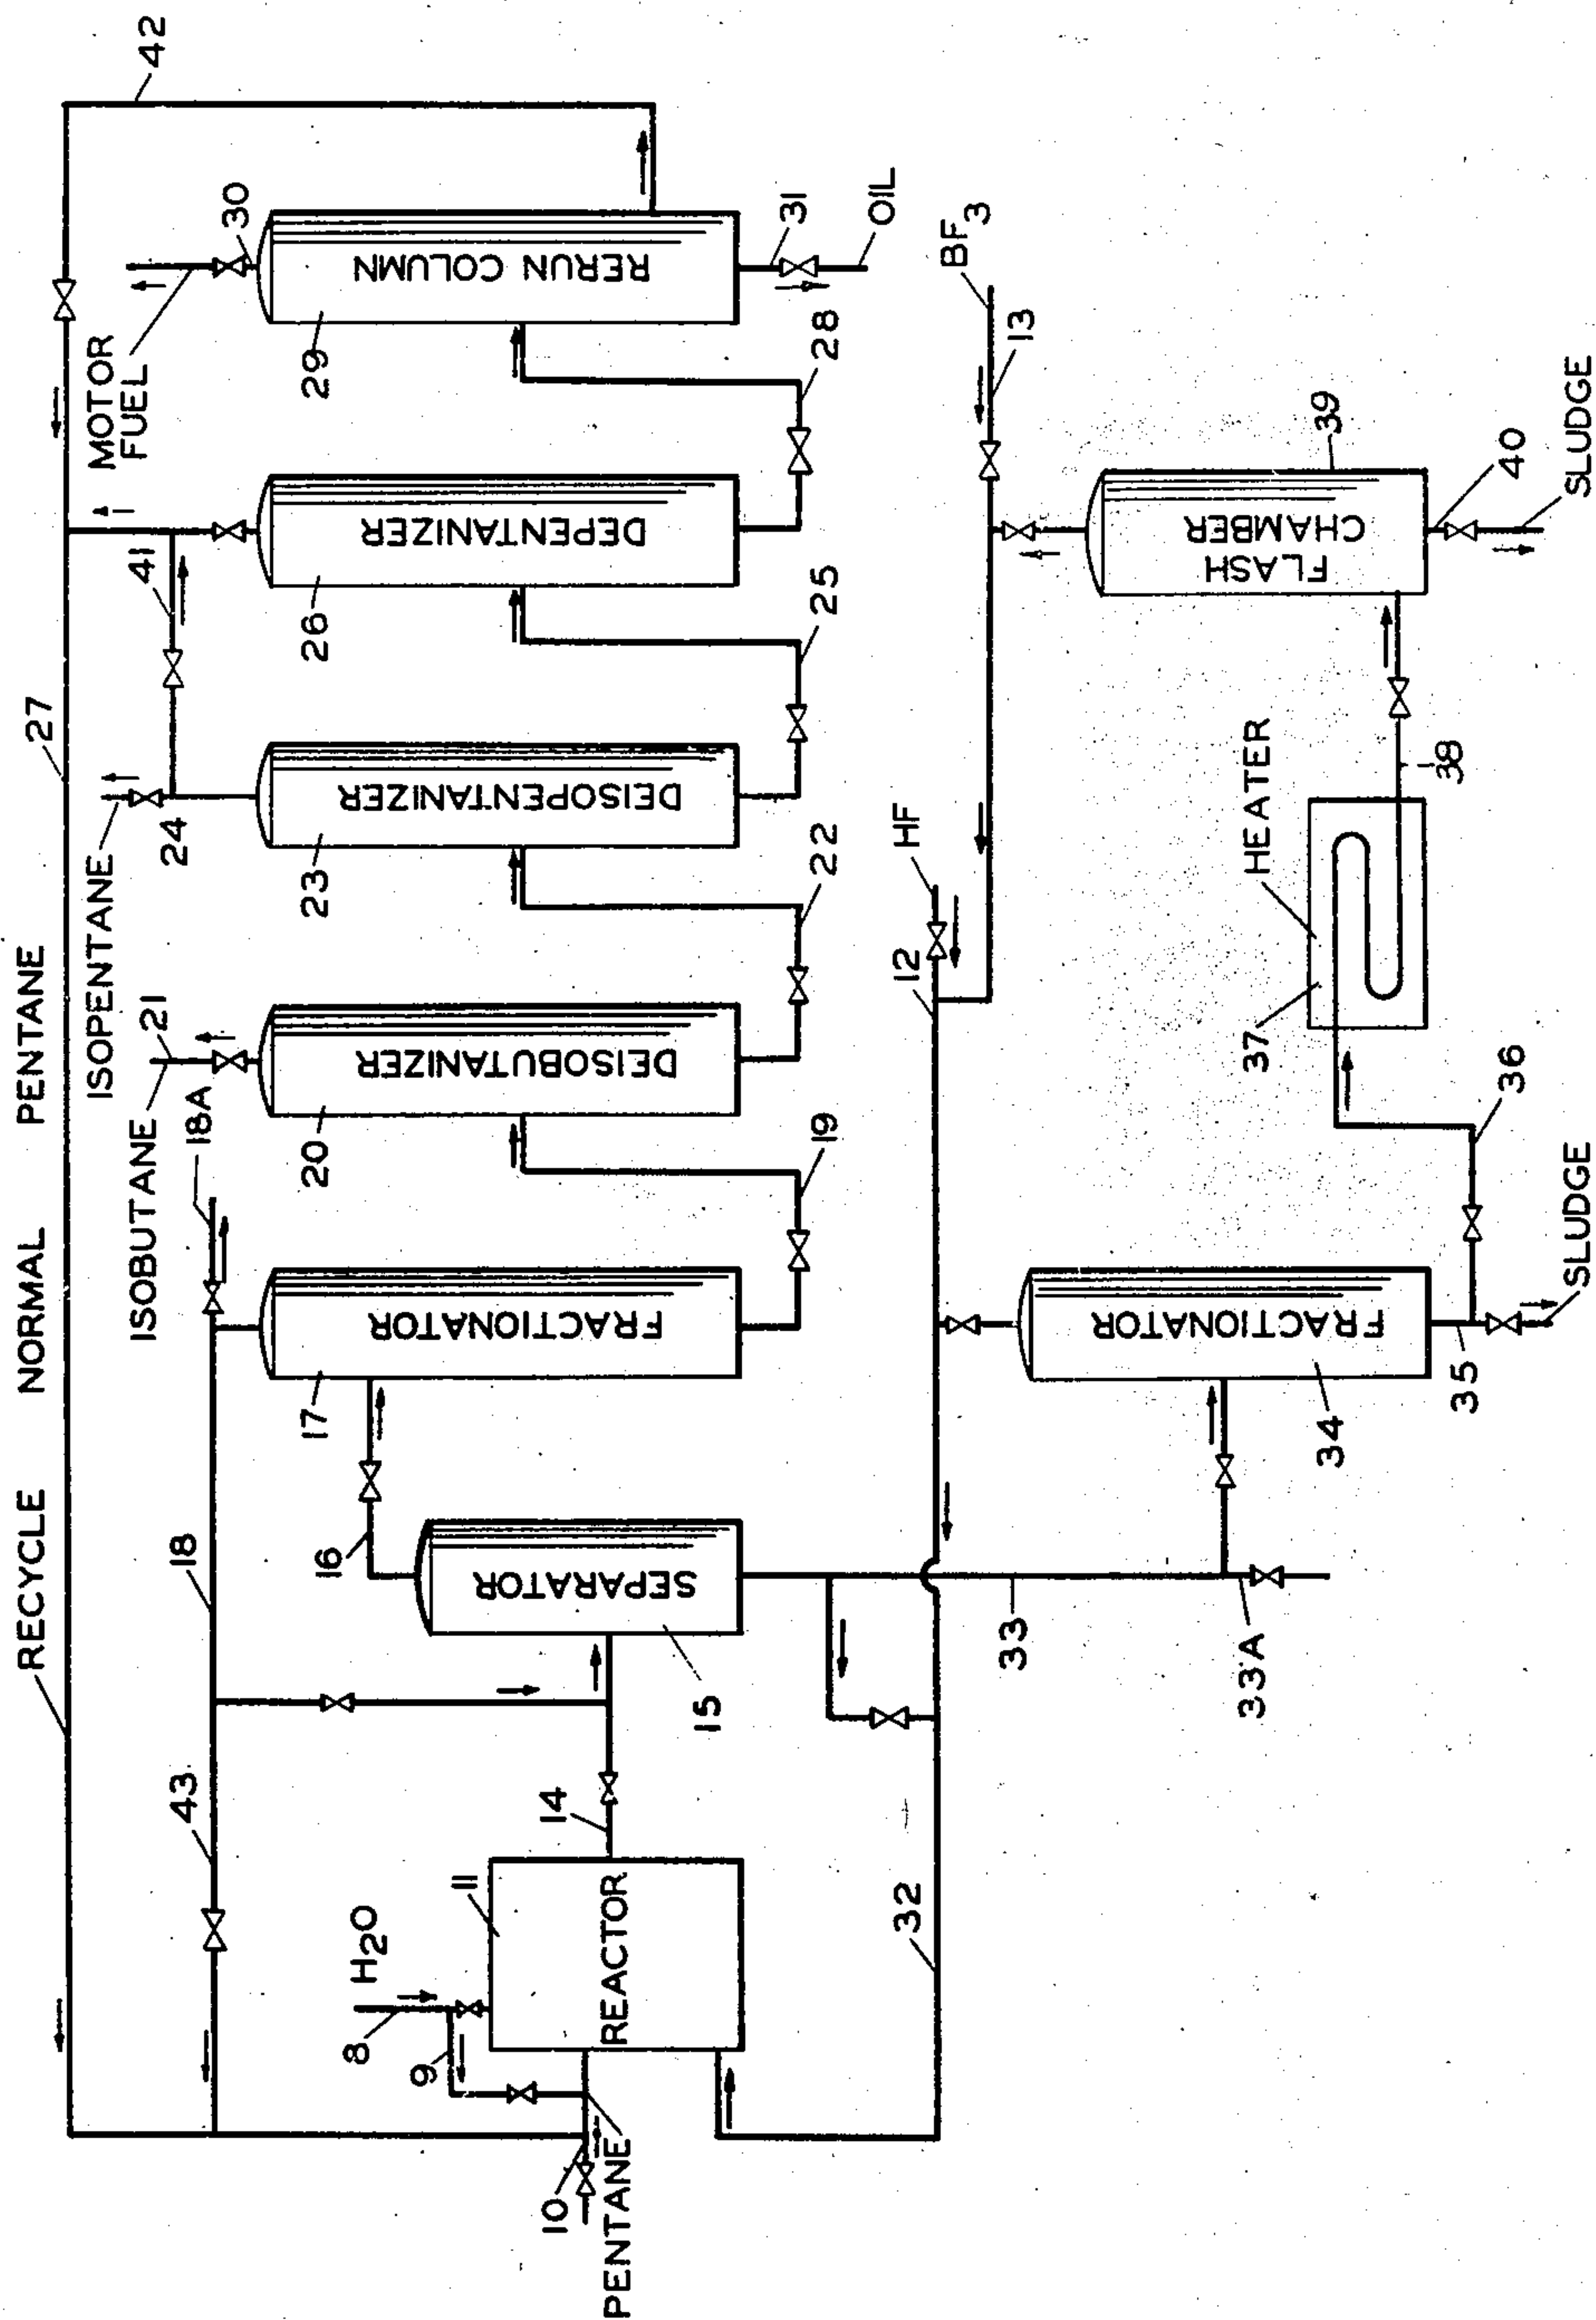 RECYCLE NORMAL PENTANE
27
42
ISOBUTANE
ISOPENTANE
MOTOR
FUEL
43
18
18A
21
24
41
30
H2O
8
9
11
16
17
20
23
26
29
10
PENTANE
REACTOR
14
SEPARATOR
15
FRACTIONATOR
DEISOBUTANIZER
DEISOPENTANIZER
DEPENTANIZER
RERUN COLUMN
19
22
25
28
31
OIL
32
12
HF
BF3
13
33
33A
34
FRACTIONATOR
35
36
37
HEATER
38
FLASH
CHAMBER
39
40
SLUDGE
SLUDGE